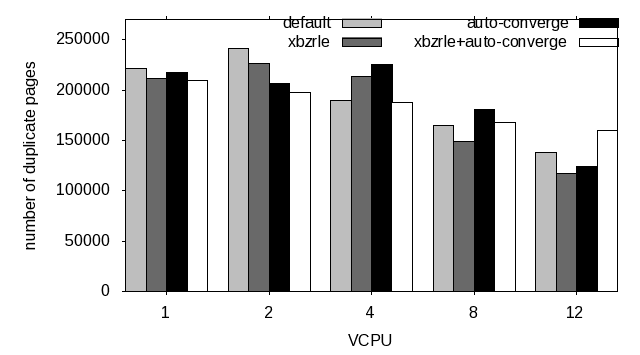 default auto-converge
xbzrle xbzrle+auto-converge
250000
200000
150000
100000
50000
0
number of duplicate pages
1 2 4 8 12
VCPU